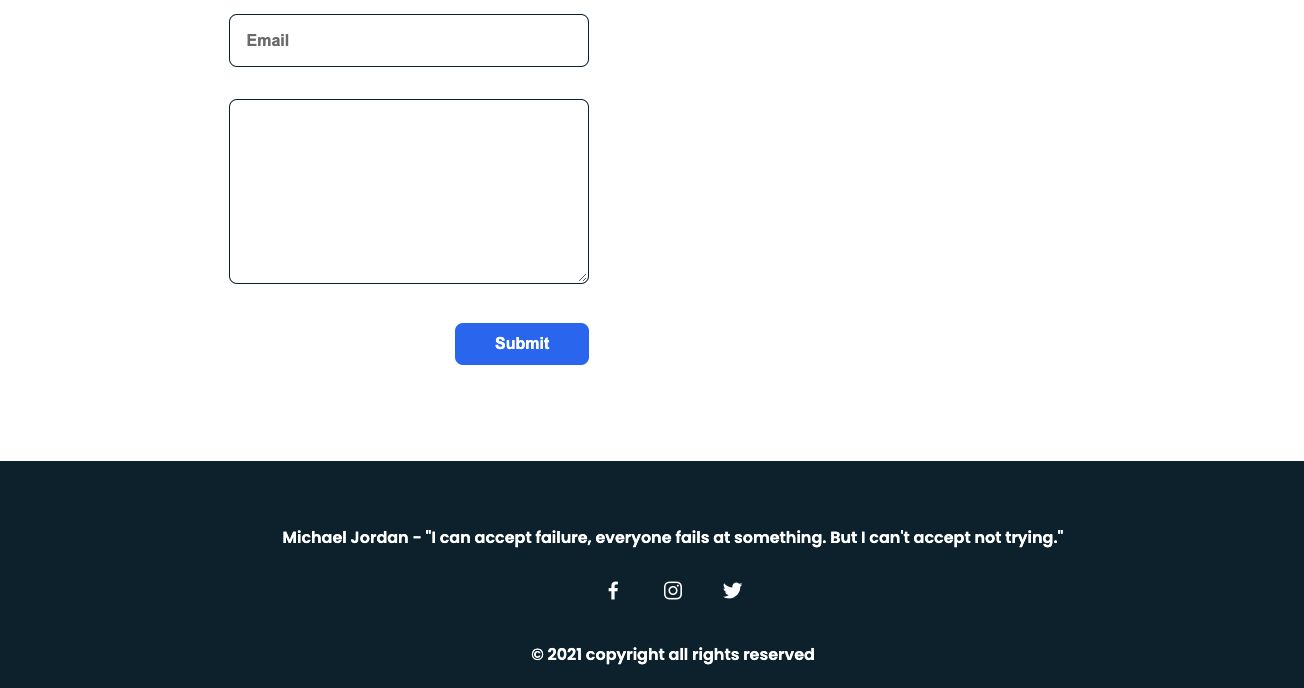 Email
Submit
Michael Jordan - "I can accept failure, everyone fails at something. But I can't accept not trying."
© 2021 copyright all rights reserved